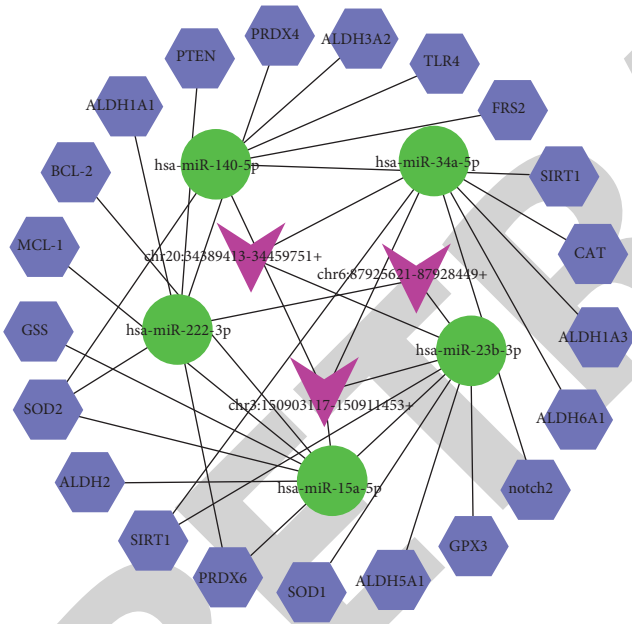 PRDX4
ALDH3A2
PTEN
TLR4
ALDH1A1
FRS2
hsa-miR-140-5p
hsa-miR-34a-5p
BCL-2
SIRT1
MCL-1
chr20:34389413-34459751+
CAT
chr6:87925621-87928449+
GSS
hsa-miR-222-3p
ALDH1A3
hsa-miR-23b-3p
SOD2
chr3:150903117-150911453+
ALDH6A1
ALDH2
hsa-miR-15a-5p
notch2
SIRT1
GPX3
PRDX6
ALDH5A1
SOD1